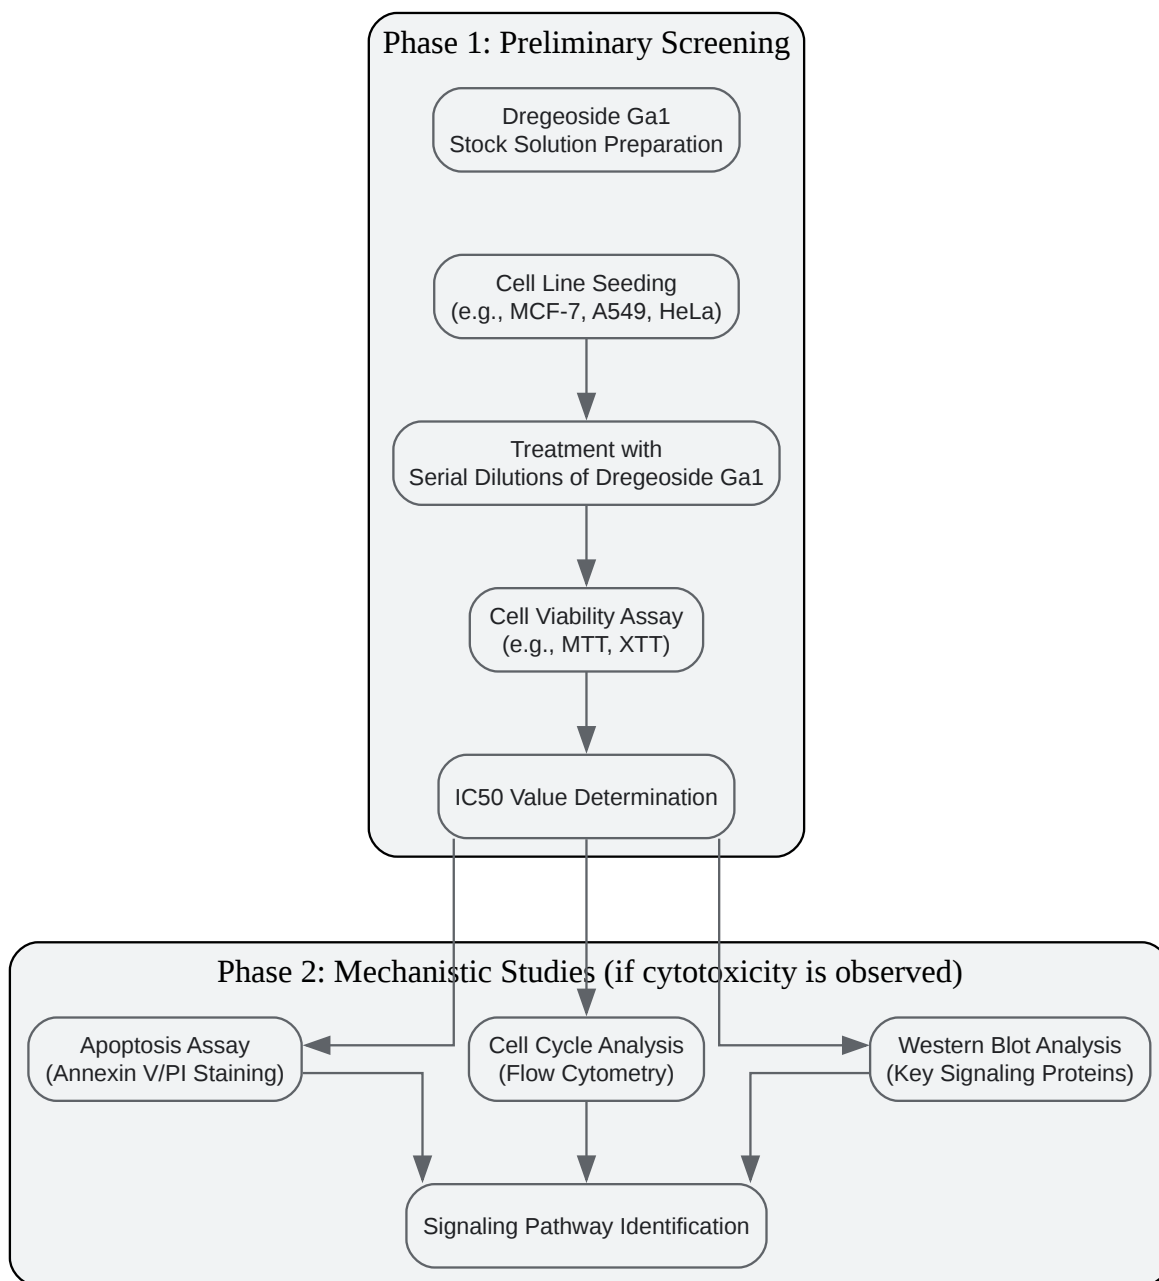 Phase 1: Preliminary Screening
Dregeoside Ga1
Stock Solution Preparation
Cell Line Seeding
(e.g., MCF-7, A549, HeLa)
Treatment with
Serial Dilutions of Dregeoside Ga1
Cell Viability Assay
(e.g., MTT, XTT)
IC50 Value Determination
Phase 2: Mechanistic Studies (if cytotoxicity is observed)
Apoptosis Assay
(Annexin V/PI Staining)
Cell Cycle Analysis
(Flow Cytometry)
Western Blot Analysis
(Key Signaling Proteins)
Signaling Pathway Identification